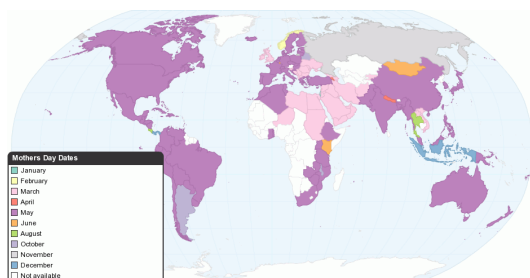 Mothers Day Dates
January
February
March
April
May
June
August
October
November
December
Not available